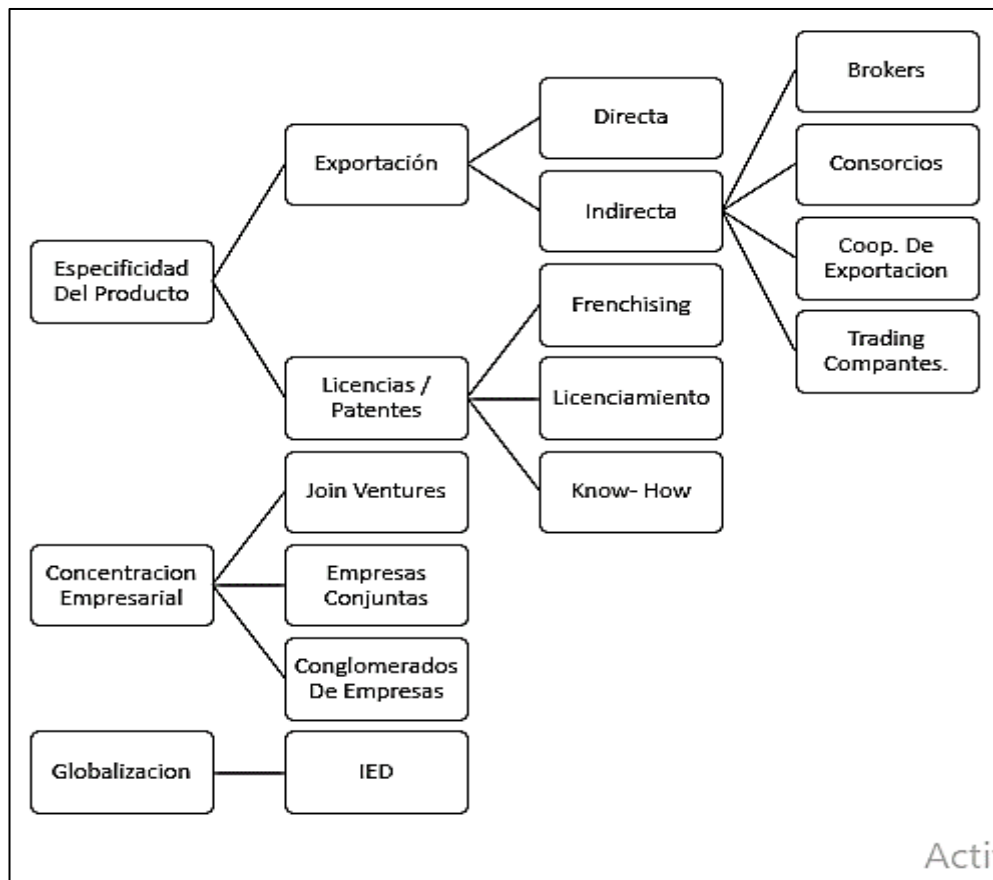 Especificidad
Del Producto
Exportación
Directa
Indirecta
Brokers
Consorcios
Coop. De
Exportacion
Trading
Compantes.
Licencias /
Patentes
Frenchising
Licenciamiento
Know- How
Concentracion
Empresarial
Join Ventures
Empresas
Conjuntas
Conglomerados
De Empresas
Globalizacion
IED
Acti